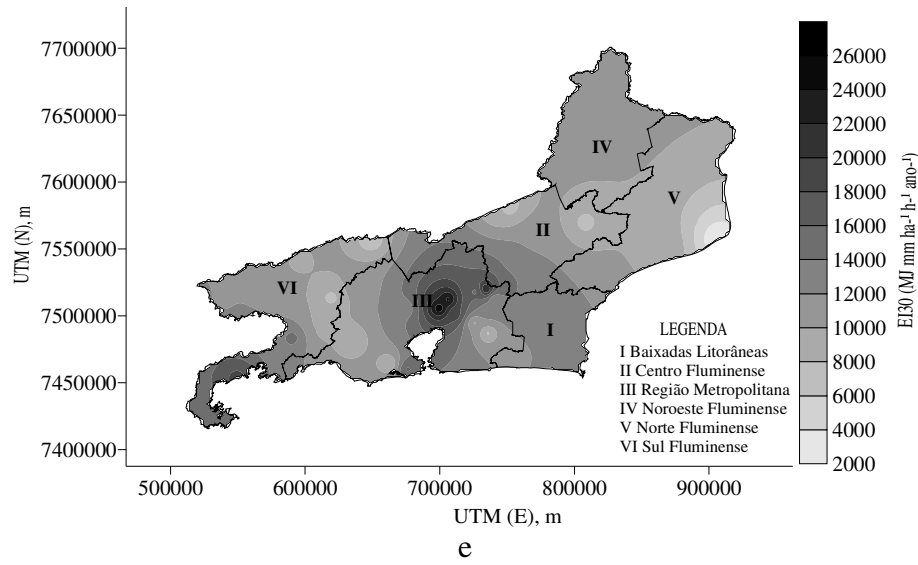 7700000
7650000
7600000
7550000
7500000
7450000
7400000
UTM (N), m
500000
600000
700000
800000
900000
UTM (E), m
IV
V
II
VI
III
I
LEGENDA
I Baixadas Litorâneas
II Centro Fluminense
III Região Metropolitana
IV Noroeste Fluminense
V Norte Fluminense
VI Sul Fluminense
26000
24000
22000
20000
18000
16000
14000
12000
10000
8000
6000
4000
2000
EI30 (MJ mm ha-¹ h-¹ ano-¹)
e